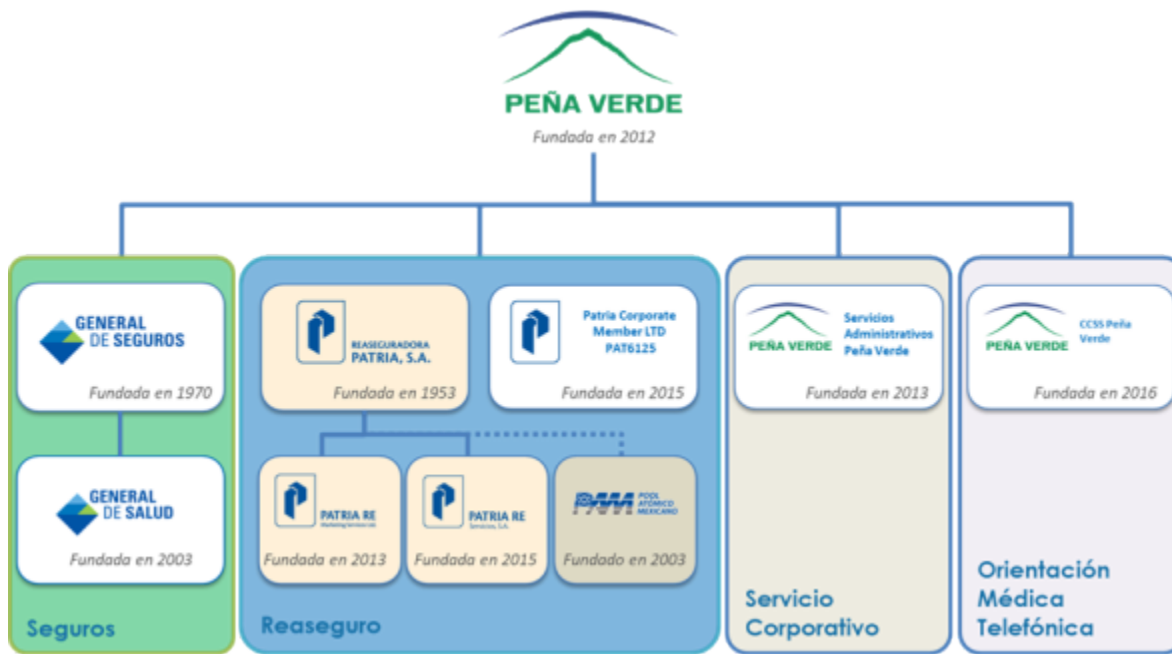 PEÑA VERDE
Fundada en 2012
GENERAL
DE SEGUROS
Fundada en 1970
GENERAL
DE SALUD
Fundada en 2003
Seguros
REASEGURADORA
PATRIA, S.A.
Fundada en 1953
Patria Corporate
Member LTD
PAT6125
Fundada en 2015
PATRIA RE
Marketing Services Ltd.
Fundada en 2013
PATRIA RE
Servicios, S.A.
Fundada en 2015
PAM
POOL
ATÓMICO
MEXICANO
Fundado en 2003
Reaseguro
PEÑA VERDE
Servicios
Administrativos
Peña Verde
Fundada en 2013
Servicio
Corporativo
PEÑA VERDE
CCSS Peña
Verde
Fundada en 2016
Orientación
Médica
Telefónica